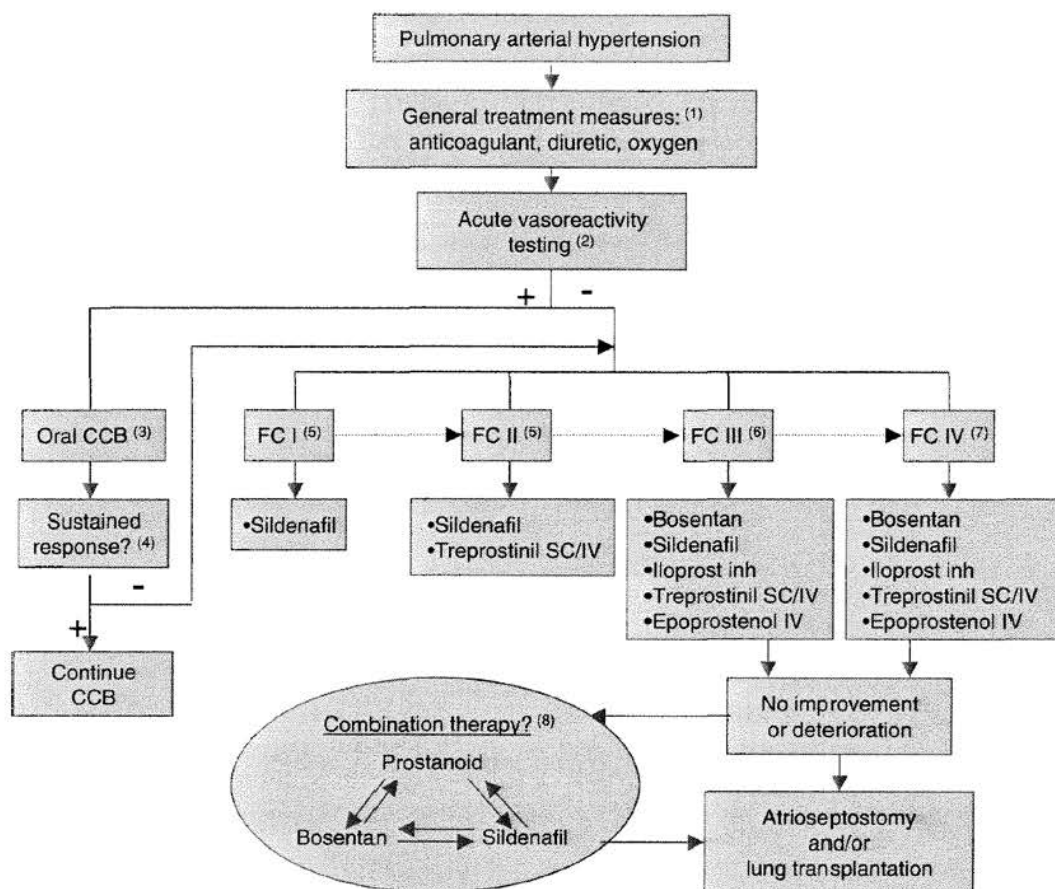 Pulmonary arterial hypertension
General treatment measures: (1)
anticoagulant, diuretic, oxygen
Acute vasoreactivity
testing (2)
+ -
Oral CCB (3)
FC I (5)
FC II (5)
FC III (6)
FC IV (7)
Sustained
response? (4)
-
+
Continue
CCB
•Sildenafil
•Sildenafil
•Treprostinil SC/IV
•Bosentan
•Sildenafil
•Iloprost inh
•Treprostinil SC/IV
•Epoprostenol IV
•Bosentan
•Sildenafil
•Iloprost inh
•Treprostinil SC/IV
•Epoprostenol IV
No improvement
or deterioration
Combination therapy? (8)
Prostanoid
Bosentan Sildenafil
Atrioseptostomy
and/or
lung transplantation